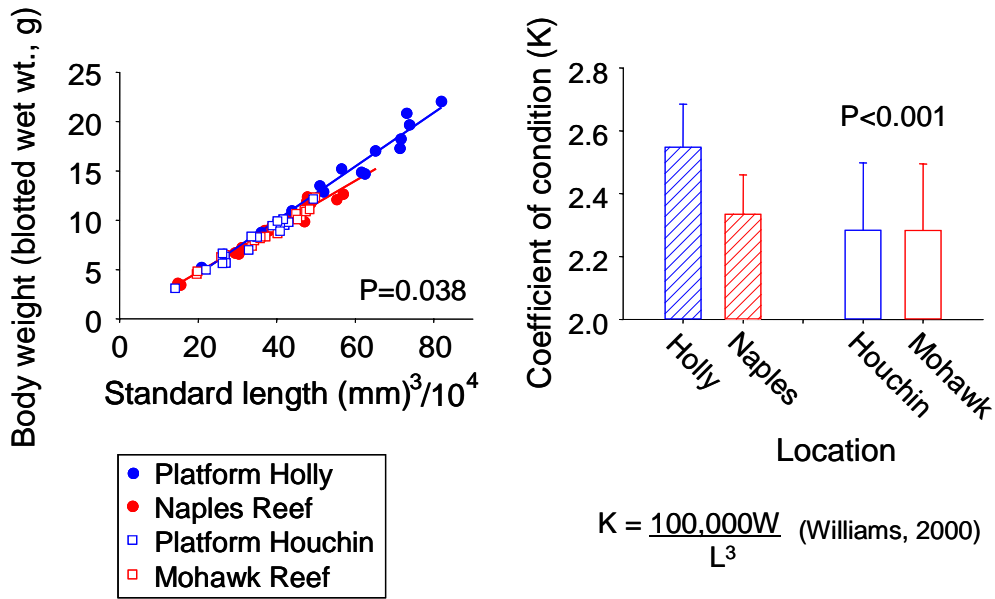 Body weight (blotted wet wt., g)
25
20
15
10
5
0
P=0.038
0 20 40 60 80
Standard length (mm)³/10⁴
Platform Holly
Naples Reef
Platform Houchin
Mohawk Reef
Coefficient of condition (K)
2.8
2.6
2.4
2.2
2.0
P<0.001
Holly
Naples
Houchin
Mohawk
Location
K = 100,000W (Williams, 2000)
L³